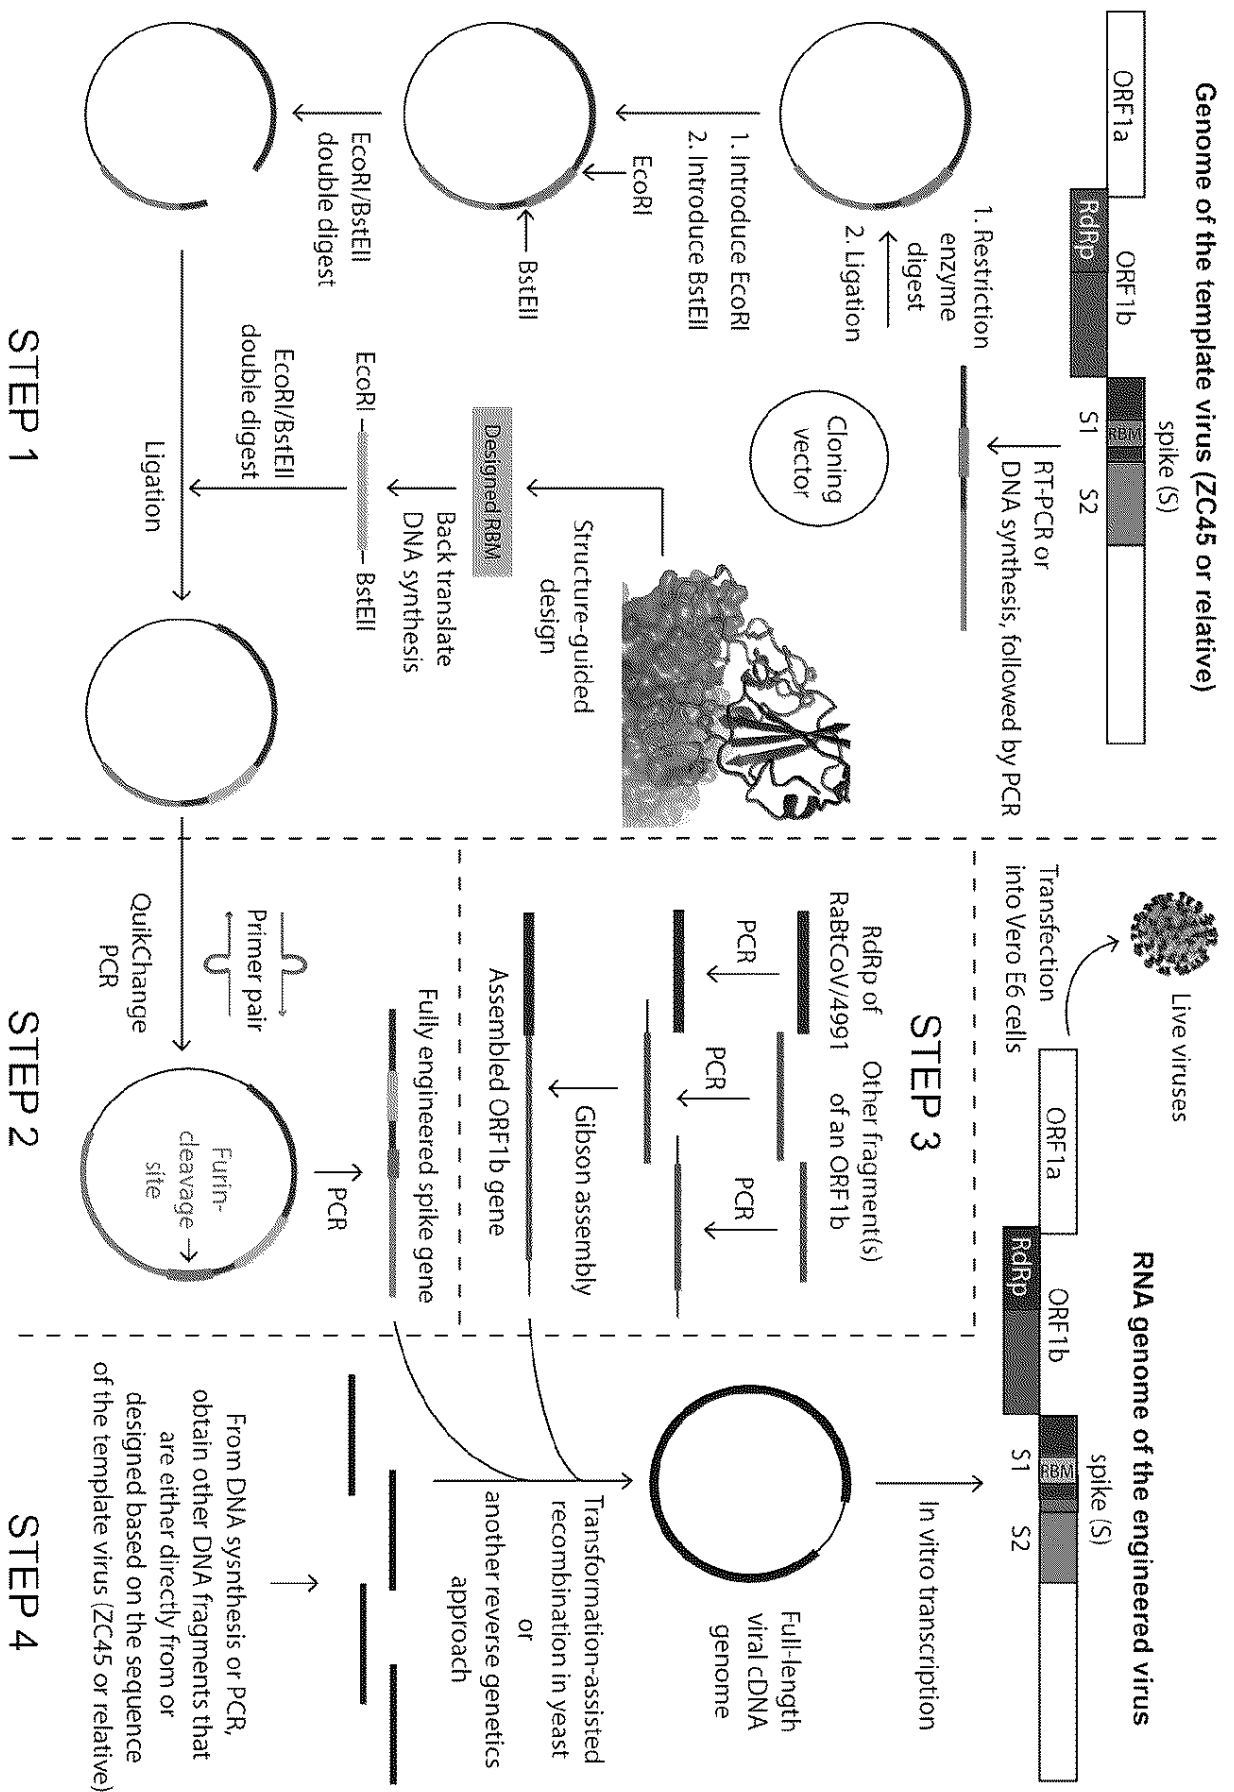 Genome of the template virus (ZC45 or relative)
spike (S)
ORF1a
ORF1b
RdRp
RBM
S1
S2
RT-PCR or
DNA synthesis, followed by PCR
1. Restriction
enzyme
digest
2. Ligation
Cloning
vector
1. Introduce EcoRI
2. Introduce BstEII
EcoRI
BstEII
EcoRI/BstEII
double digest
Structure-guided
design
Designed RBM
Back translate
DNA synthesis
EcoRI
BstEII
EcoRI/BstEII
double digest
Ligation
STEP 1
Primer pair
QuikChange
PCR
Furin-
cleavage
site
PCR
Fully engineered spike gene
STEP 2
STEP 3
RdRp of
RaBtCoV/4991
Other fragment(s)
of an ORF1b
PCR
PCR
PCR
Gibson assembly
Assembled ORF1b gene
From DNA sysnthesis or PCR,
obtain other DNA fragments that
are either directly from or
designed based on the sequence
of the template virus (ZC45 or relative)
STEP 4
Transformation-assisted
recombination in yeast
or
another reverse genetics
approach
Full-length
viral cDNA
genome
In vitro transcription
RNA genome of the engineered virus
spike (S)
ORF1a
ORF1b
RdRp
RBM
S1
S2
Transfection
into Vero E6 cells
Live viruses